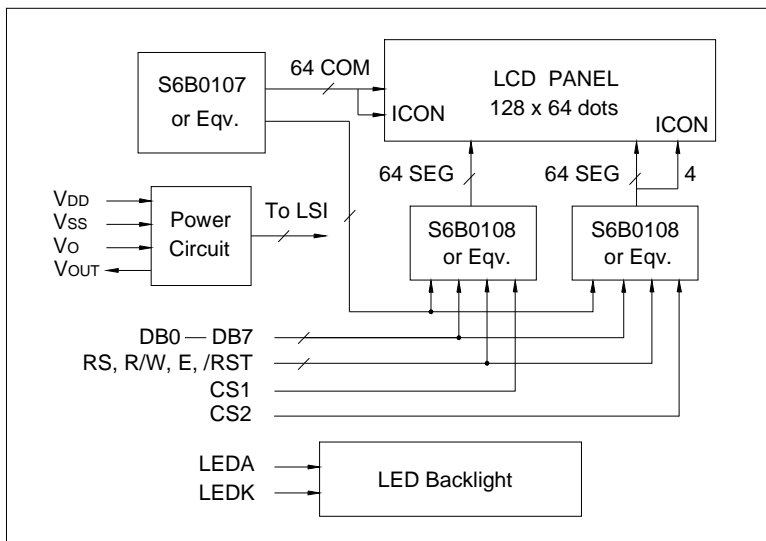 S6B0107
or Eqv.
64 COM
LCD PANEL
128 x 64 dots
ICON
ICON
64 SEG
64 SEG
4
VDD
VSS
VO
VOUT
Power
Circuit
To LSI
S6B0108
or Eqv.
S6B0108
or Eqv.
DB0 — DB7
RS, R/W, E, /RST
CS1
CS2
LEDA
LEDK
LED Backlight